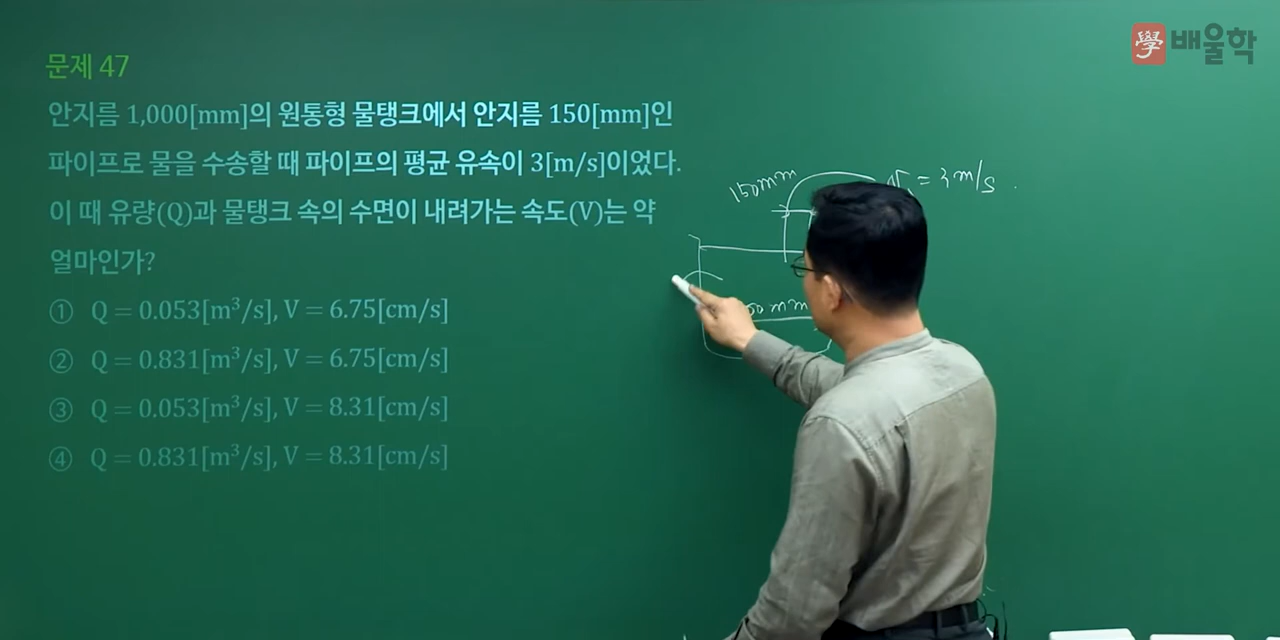 學 배울학
문제 47
안지름 1,000[mm]의 원통형 물탱크에서 안지름 150[mm]인
파이프로 물을 수송할 때 파이프의 평균 유속이 3[m/s]이었다.
이 때 유량(Q)과 물탱크 속의 수면이 내려가는 속도(V)는 약
얼마인가?
① Q = 0.053[m³/s], V = 6.75[cm/s]
② Q = 0.831[m³/s], V = 6.75[cm/s]
③ Q = 0.053[m³/s], V = 8.31[cm/s]
④ Q = 0.831[m³/s], V = 8.31[cm/s]
150mm
= 3m/s